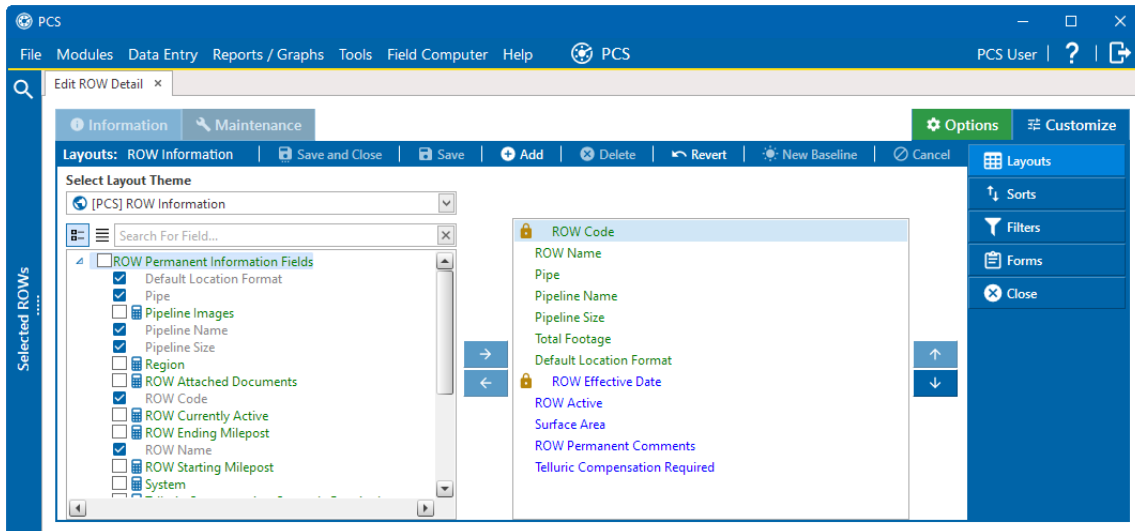 PCS
File Modules Data Entry Reports / Graphs Tools Field Computer Help PCS PCS User | ? |
Edit ROW Detail ×
Information Maintenance Options Customize
Layouts: ROW Information | Save and Close | Save | Add | Delete | Revert | New Baseline | Cancel
Layouts
Sorts
Filters
Forms
Close
Selected ROWs
Select Layout Theme
[PCS] ROW Information
Search For Field...
ROW Permanent Information Fields
Default Location Format
Pipe
Pipeline Images
Pipeline Name
Pipeline Size
Region
ROW Attached Documents
ROW Code
ROW Currently Active
ROW Ending Milepost
ROW Name
ROW Starting Milepost
System
ROW Code
ROW Name
Pipe
Pipeline Name
Pipeline Size
Total Footage
Default Location Format
ROW Effective Date
ROW Active
Surface Area
ROW Permanent Comments
Telluric Compensation Required